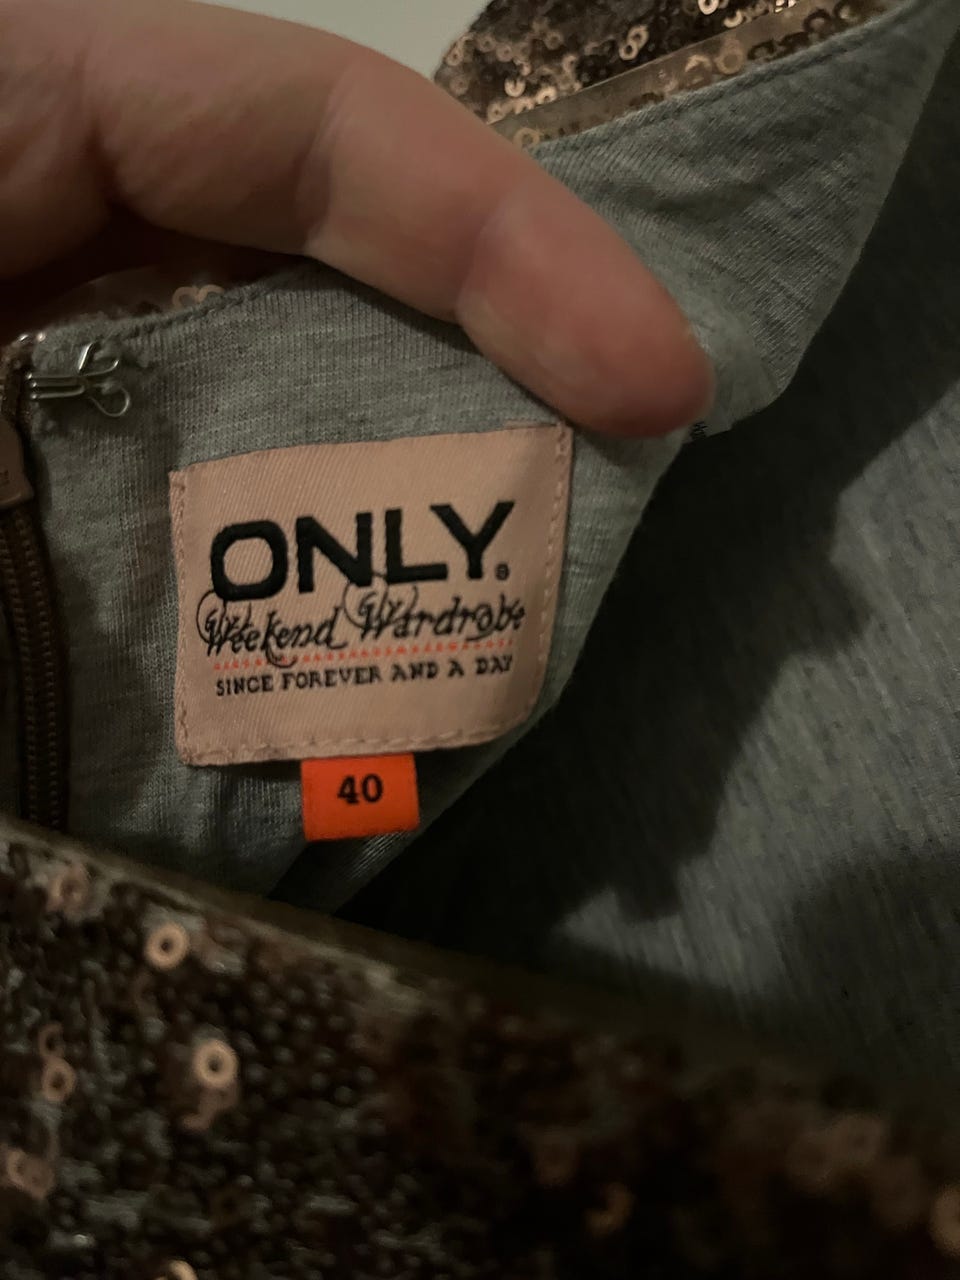 ONLY®
Weekend Wardrobe
SINCE FOREVER AND A DAY
40